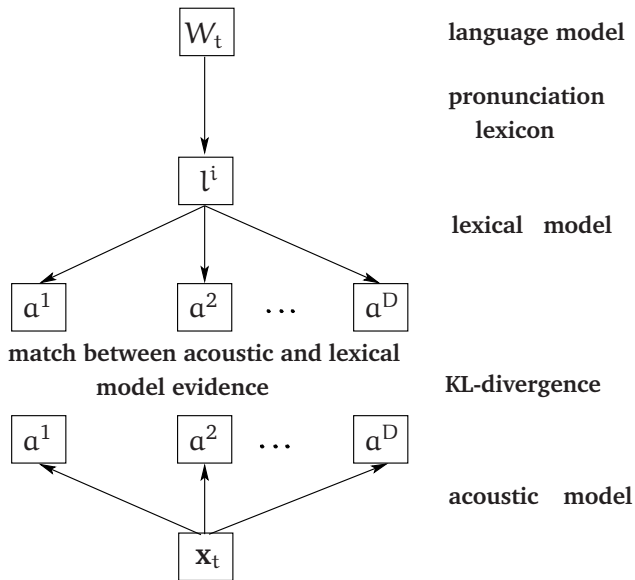 W_t language model
pronunciation
lexicon
l^i
lexical model
a^1 a^2 ... a^D
match between acoustic and lexical
model evidence
KL-divergence
a^1 a^2 ... a^D
acoustic model
x_t